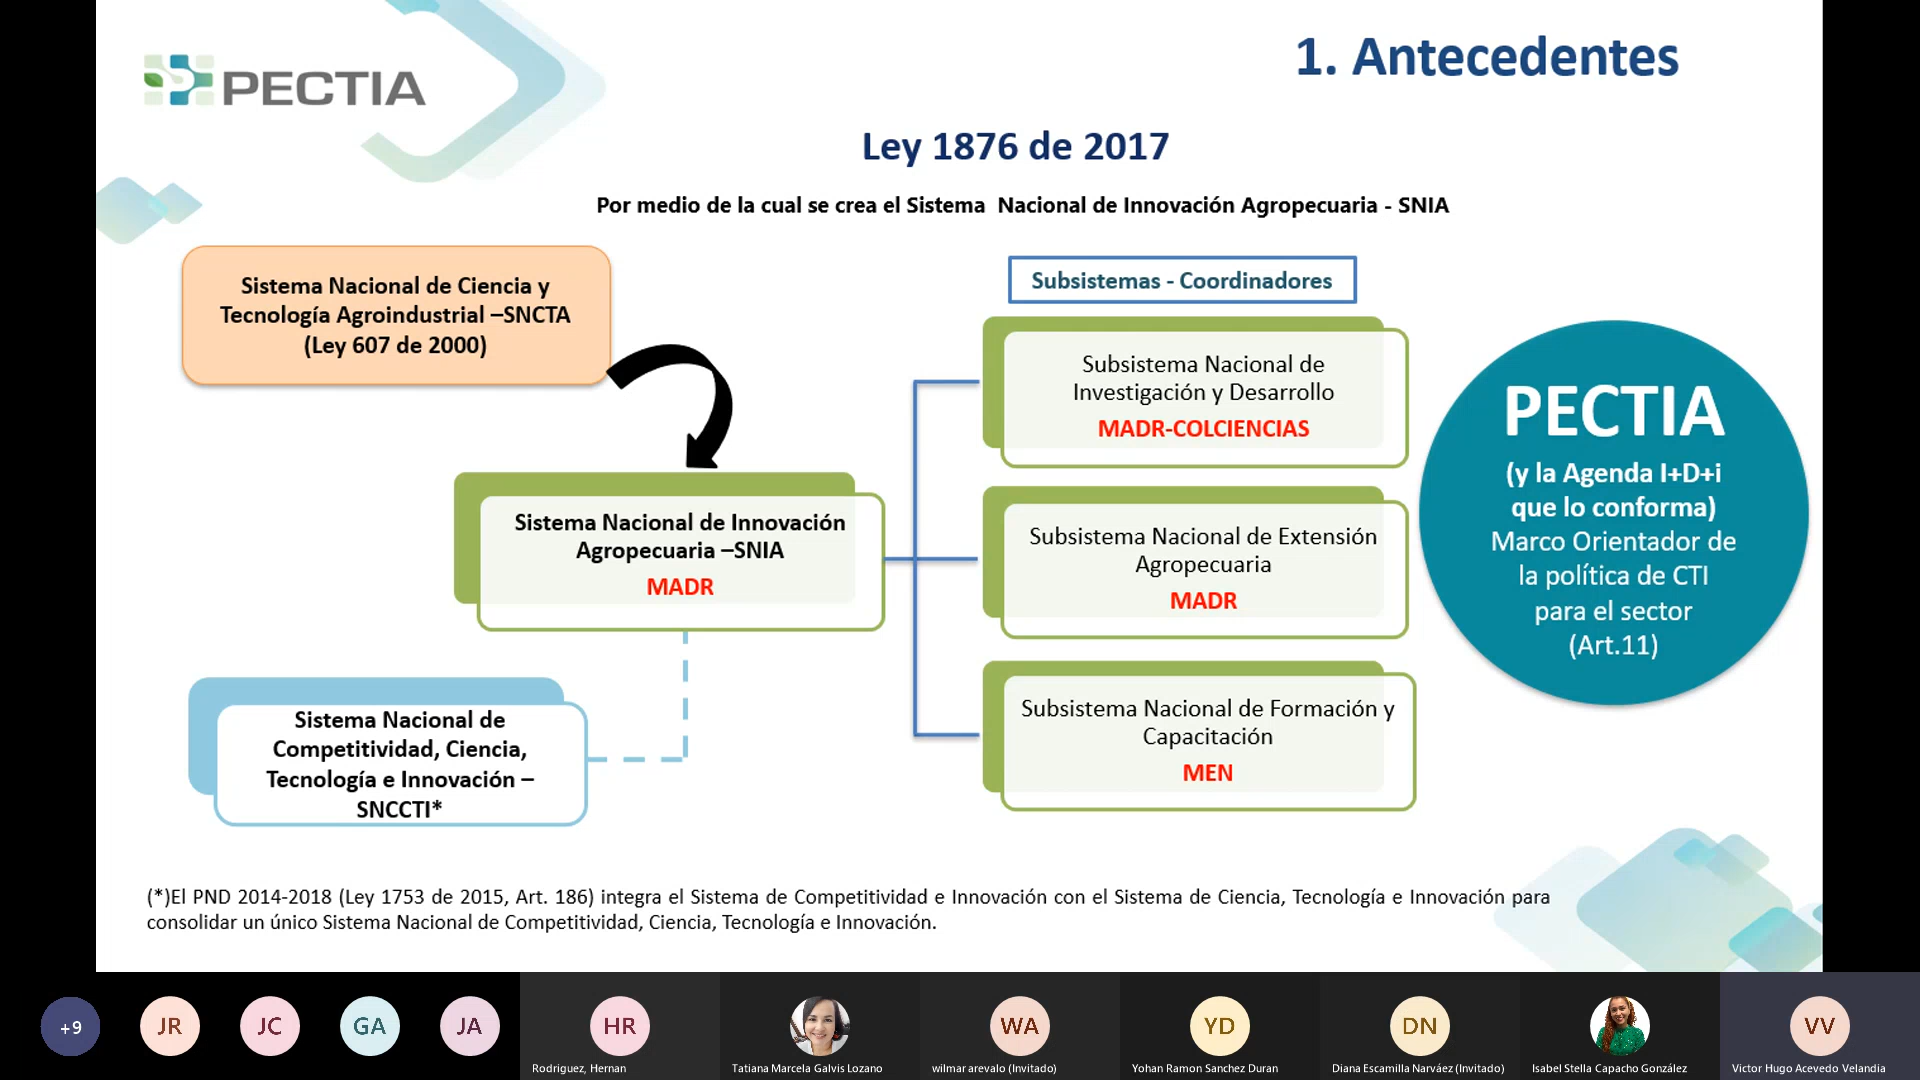 PECTIA
1. Antecedentes
Ley 1876 de 2017
Por medio de la cual se crea el Sistema Nacional de Innovación Agropecuaria - SNIA
Sistema Nacional de Ciencia y
Tecnología Agroindustrial –SNCTA
(Ley 607 de 2000)
Sistema Nacional de Innovación
Agropecuaria –SNIA
MADR
Sistema Nacional de
Competitividad, Ciencia,
Tecnología e Innovación –
SNCCTI*
Subsistemas - Coordinadores
Subsistema Nacional de
Investigación y Desarrollo
MADR-COLCIENCIAS
Subsistema Nacional de Extensión
Agropecuaria
MADR
Subsistema Nacional de Formación y
Capacitación
MEN
PECTIA
(y la Agenda I+D+i
que lo conforma)
Marco Orientador de
la política de CTI
para el sector
(Art.11)
(*)El PND 2014-2018 (Ley 1753 de 2015, Art. 186) integra el Sistema de Competitividad e Innovación con el Sistema de Ciencia, Tecnología e Innovación para
consolidar un único Sistema Nacional de Competitividad, Ciencia, Tecnología e Innovación.
+9
JR
JC
GA
JA
HR
Rodriguez, Hernan
Tatiana Marcela Galvis Lozano
WA
wilmar arevalo (Invitado)
YD
Yohan Ramon Sanchez Duran
DN
Diana Escamilla Narváez (Invitado)
Isabel Stella Capacho González
VV
Victor Hugo Acevedo Velandia